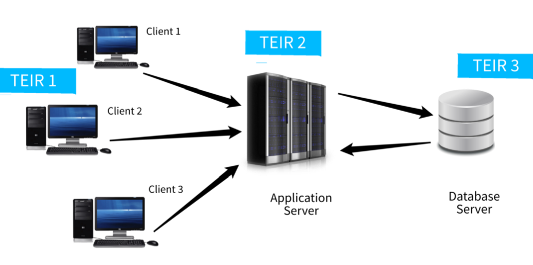 Client 1
TEIR 2
TEIR 3
TEIR 1
Client 2
Client 3
Application
Server
Database
Server